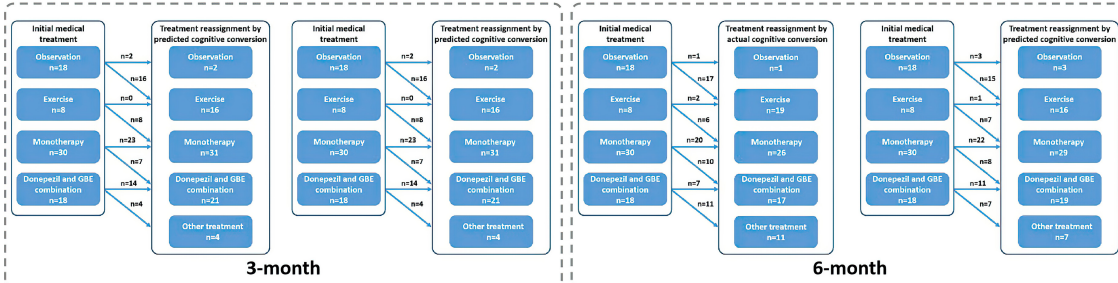 Initial medical
treatment
Observation
n=18
Exercise
n=8
Monotherapy
n=30
Donepezil and GBE
combination
n=18
n=2
n=16
n=0
n=8
n=23
n=7
n=14
n=4
Treatment reassignment by
predicted cognitive conversion
Observation
n=2
Exercise
n=16
Monotherapy
n=31
Donepezil and GBE
combination
n=21
Other treatment
n=4
Initial medical
treatment
Observation
n=18
Exercise
n=8
Monotherapy
n=30
Donepezil and GBE
combination
n=18
n=2
n=16
n=0
n=8
n=23
n=7
n=14
n=4
Treatment reassignment by
predicted cognitive conversion
Observation
n=2
Exercise
n=16
Monotherapy
n=31
Donepezil and GBE
combination
n=21
Other treatment
n=4
3-month
Initial medical
treatment
Observation
n=18
Exercise
n=8
Monotherapy
n=30
Donepezil and GBE
combination
n=18
n=1
n=17
n=2
n=6
n=20
n=10
n=7
n=11
Treatment reassignment by
actual cognitive conversion
Observation
n=1
Exercise
n=19
Monotherapy
n=26
Donepezil and GBE
combination
n=17
Other treatment
n=11
Initial medical
treatment
Observation
n=18
Exercise
n=8
Monotherapy
n=30
Donepezil and GBE
combination
n=18
n=3
n=15
n=1
n=7
n=22
n=8
n=11
n=7
Treatment reassignment by
predicted cognitive conversion
Observation
n=3
Exercise
n=16
Monotherapy
n=29
Donepezil and GBE
combination
n=19
Other treatment
n=7
6-month